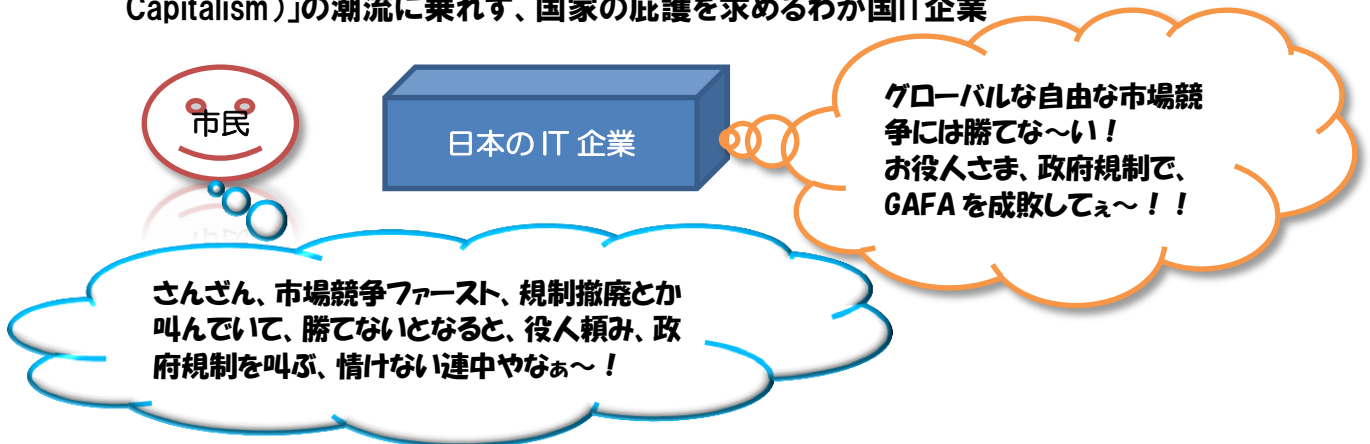 Capitalism）」の潮流に乗れず、国家の庇護を求めるわが国IT企業
市民
日本のIT 企業
グローバルな自由な市場競
争には勝てな～い！
お役人さま、政府規制で、
GAFAを成敗してぇ～！！
さんざん、市場競争ファースト、規制撤廃とか
叫んでいて、勝てないとなると、役人頼み、政
府規制を叫ぶ、情けない連中やなぁ～！